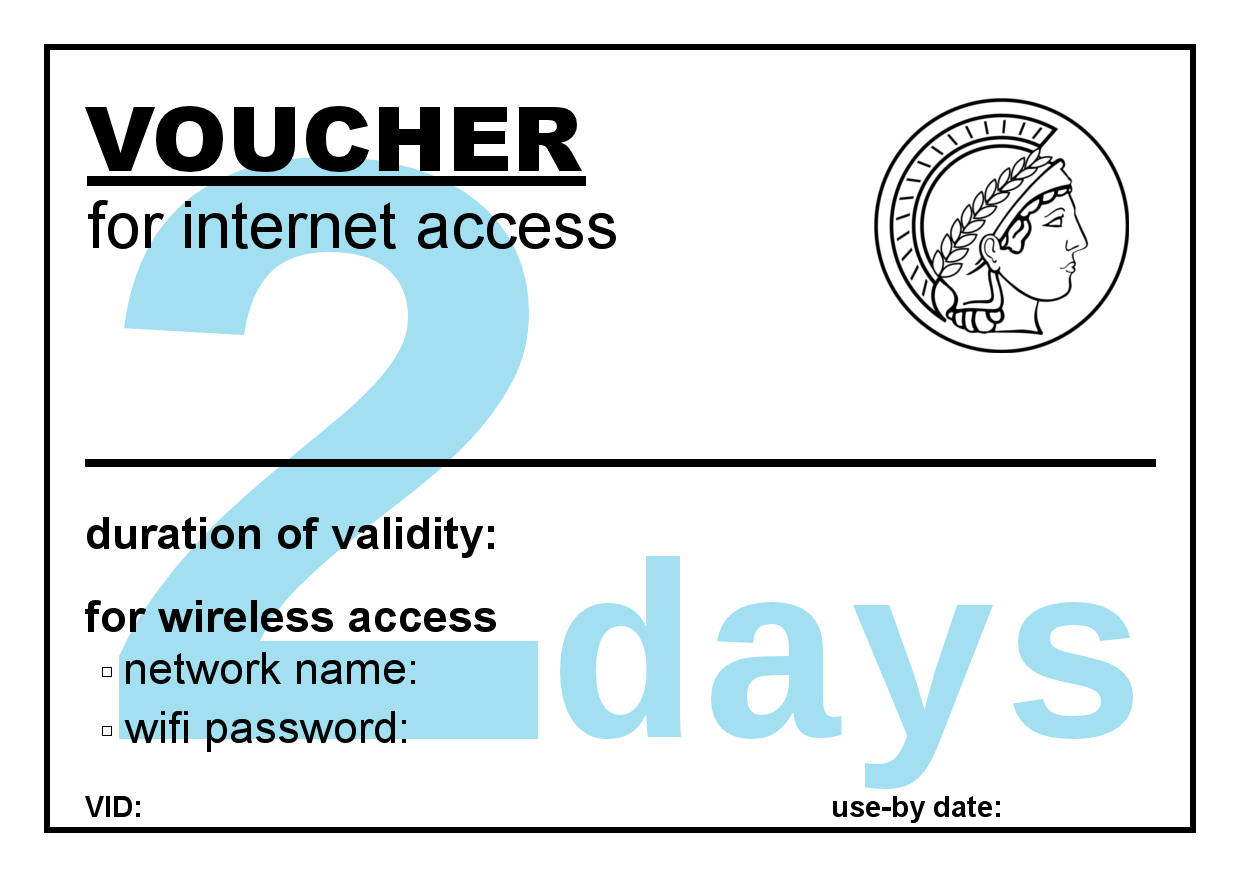 VOUCHER
for internet access
2 days
duration of validity:
for wireless access
network name:
wifi password:
VID:
use-by date: